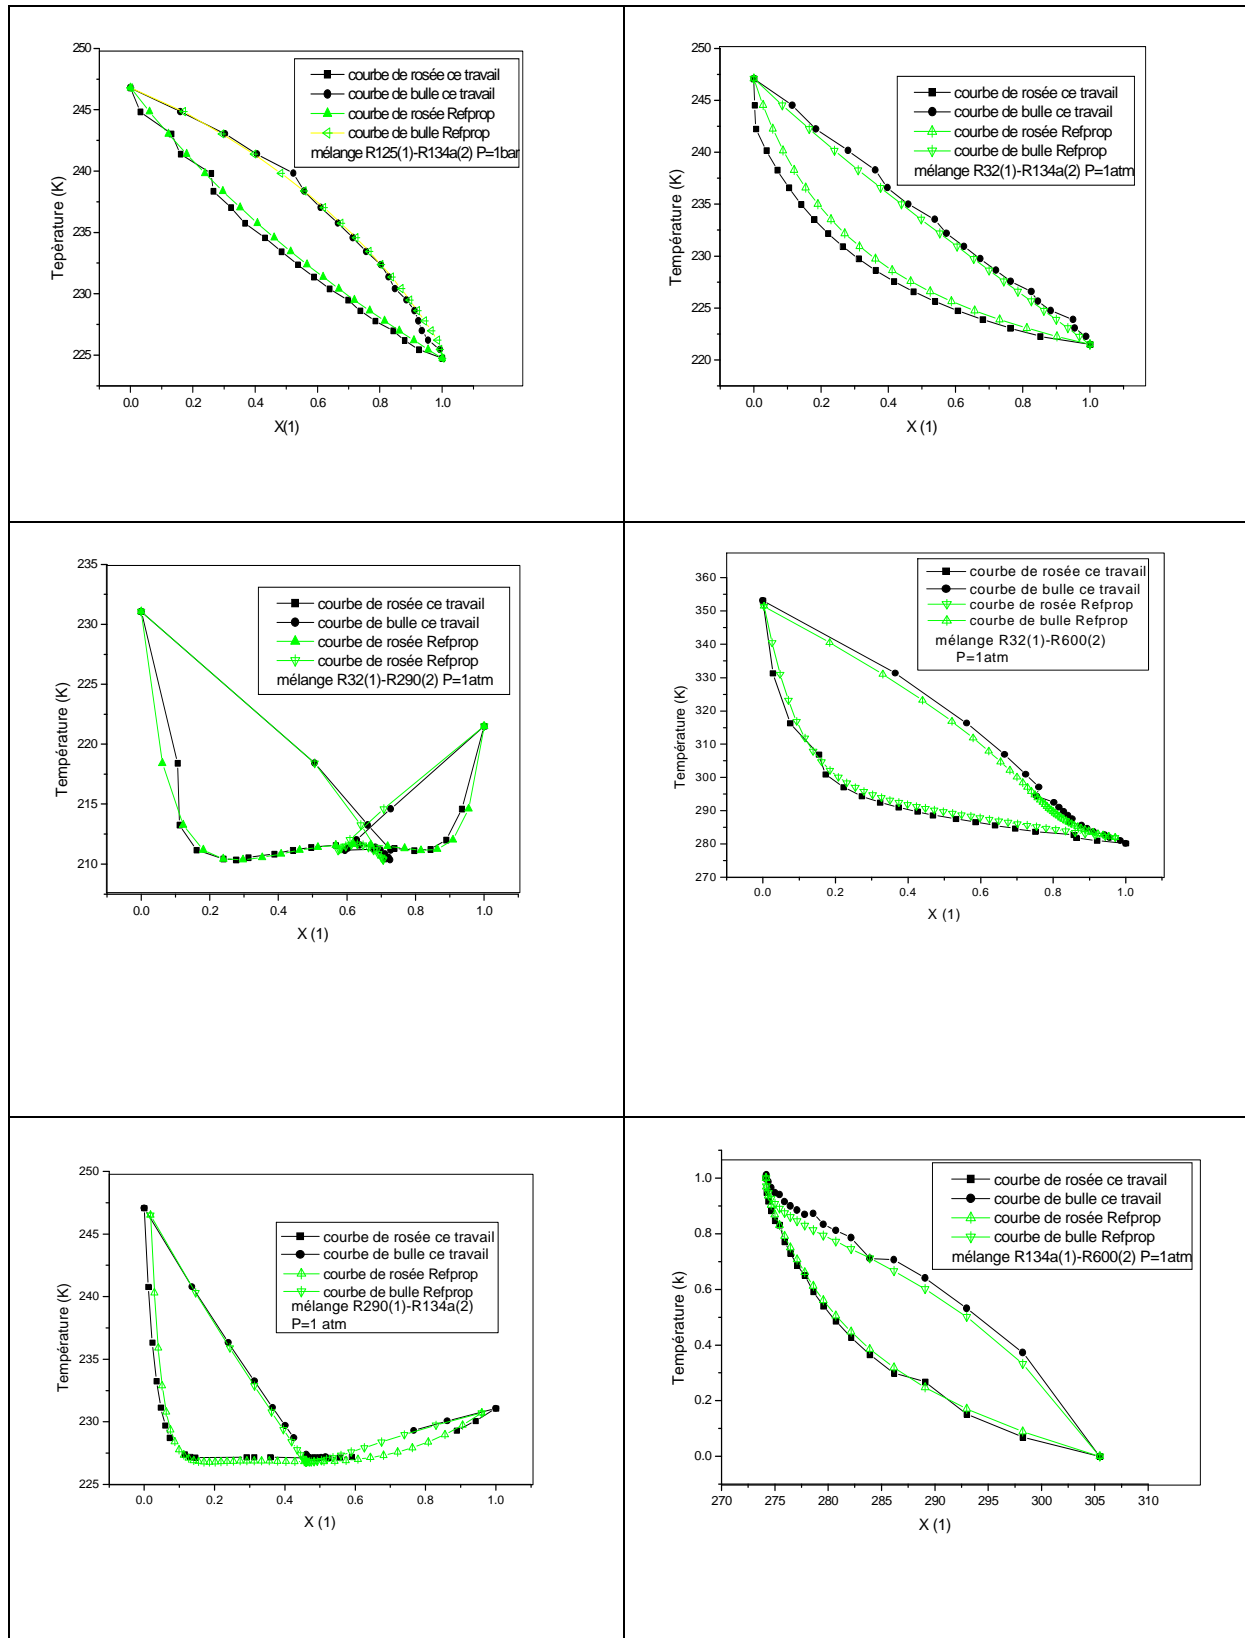 250
245
240
235
230
225
Tepèrature (K)
courbe de rosée ce travail
courbe de bulle ce travail
courbe de rosée Refprop
courbe de bulle Refprop
mélange R125(1)-R134a(2) P=1bar
0.0 0.2 0.4 0.6 0.8 1.0
X(1)
250
245
240
235
230
225
220
Température (K)
courbe de rosée ce travail
courbe de bulle ce travail
courbe de rosée Refprop
courbe de bulle Refprop
mélange R32(1)-R134a(2) P=1atm
0.0 0.2 0.4 0.6 0.8 1.0
X (1)
235
230
225
220
215
210
Température (K)
courbe de rosée ce travail
courbe de bulle ce travail
courbe de rosée Refprop
courbe de rosée Refprop
mélange R32(1)-R290(2) P=1atm
0.0 0.2 0.4 0.6 0.8 1.0
X (1)
360
350
340
330
320
310
300
290
280
270
Température (K)
courbe de rosée ce travail
courbe de bulle ce travail
courbe de rosée Refprop
courbe de bulle Refprop
mélange R32(1)-R600(2)
P=1atm
0.0 0.2 0.4 0.6 0.8 1.0
X (1)
250
245
240
235
230
225
Température (K)
courbe de rosée ce travail
courbe de bulle ce travail
courbe de rosée Refprop
courbe de bulle Refprop
mélange R290(1)-R134a(2)
P=1 atm
0.0 0.2 0.4 0.6 0.8 1.0
X (1)
1.0
0.8
0.6
0.4
0.2
0.0
Température (k)
courbe de rosée ce travail
courbe de bulle ce travail
courbe de rosée Refprop
courbe de bulle Refprop
mélange R134a(1)-R600(2) P=1atm
270 275 280 285 290 295 300 305 310
X (1)